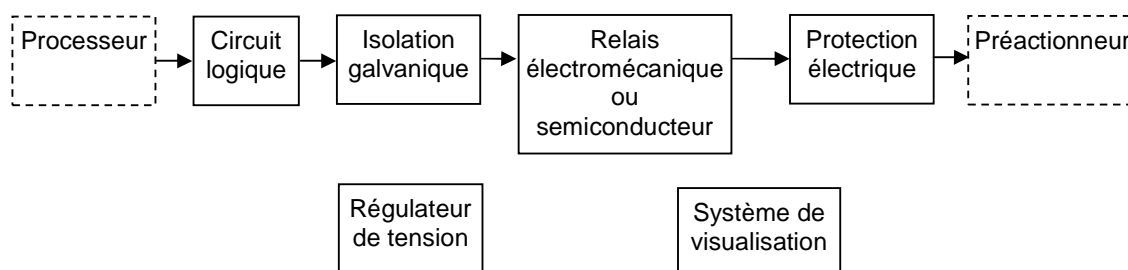 Processeur
Circuit
logique
Isolation
galvanique
Relais
électromécanique
ou
semiconducteur
Protection
électrique
Préactionneur
Régulateur
de tension
Système de
visualisation